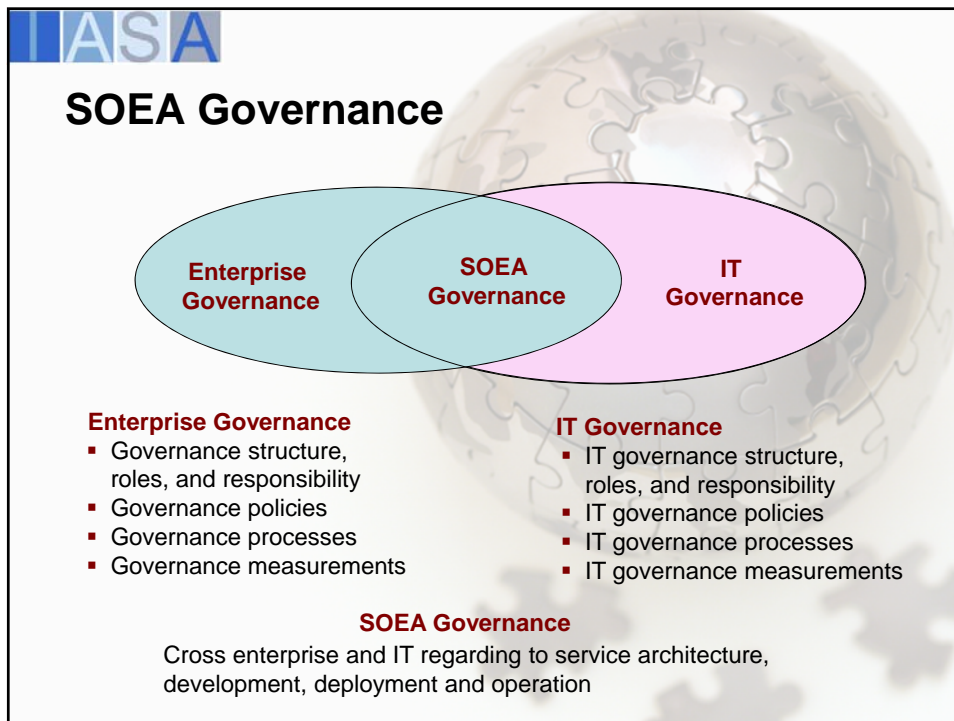 IASA
SOEA Governance
Enterprise
Governance
SOEA
Governance
IT
Governance
Enterprise Governance
▪ Governance structure,
roles, and responsibility
▪ Governance policies
▪ Governance processes
▪ Governance measurements
IT Governance
▪ IT governance structure,
roles, and responsibility
▪ IT governance policies
▪ IT governance processes
▪ IT governance measurements
SOEA Governance
Cross enterprise and IT regarding to service architecture,
development, deployment and operation